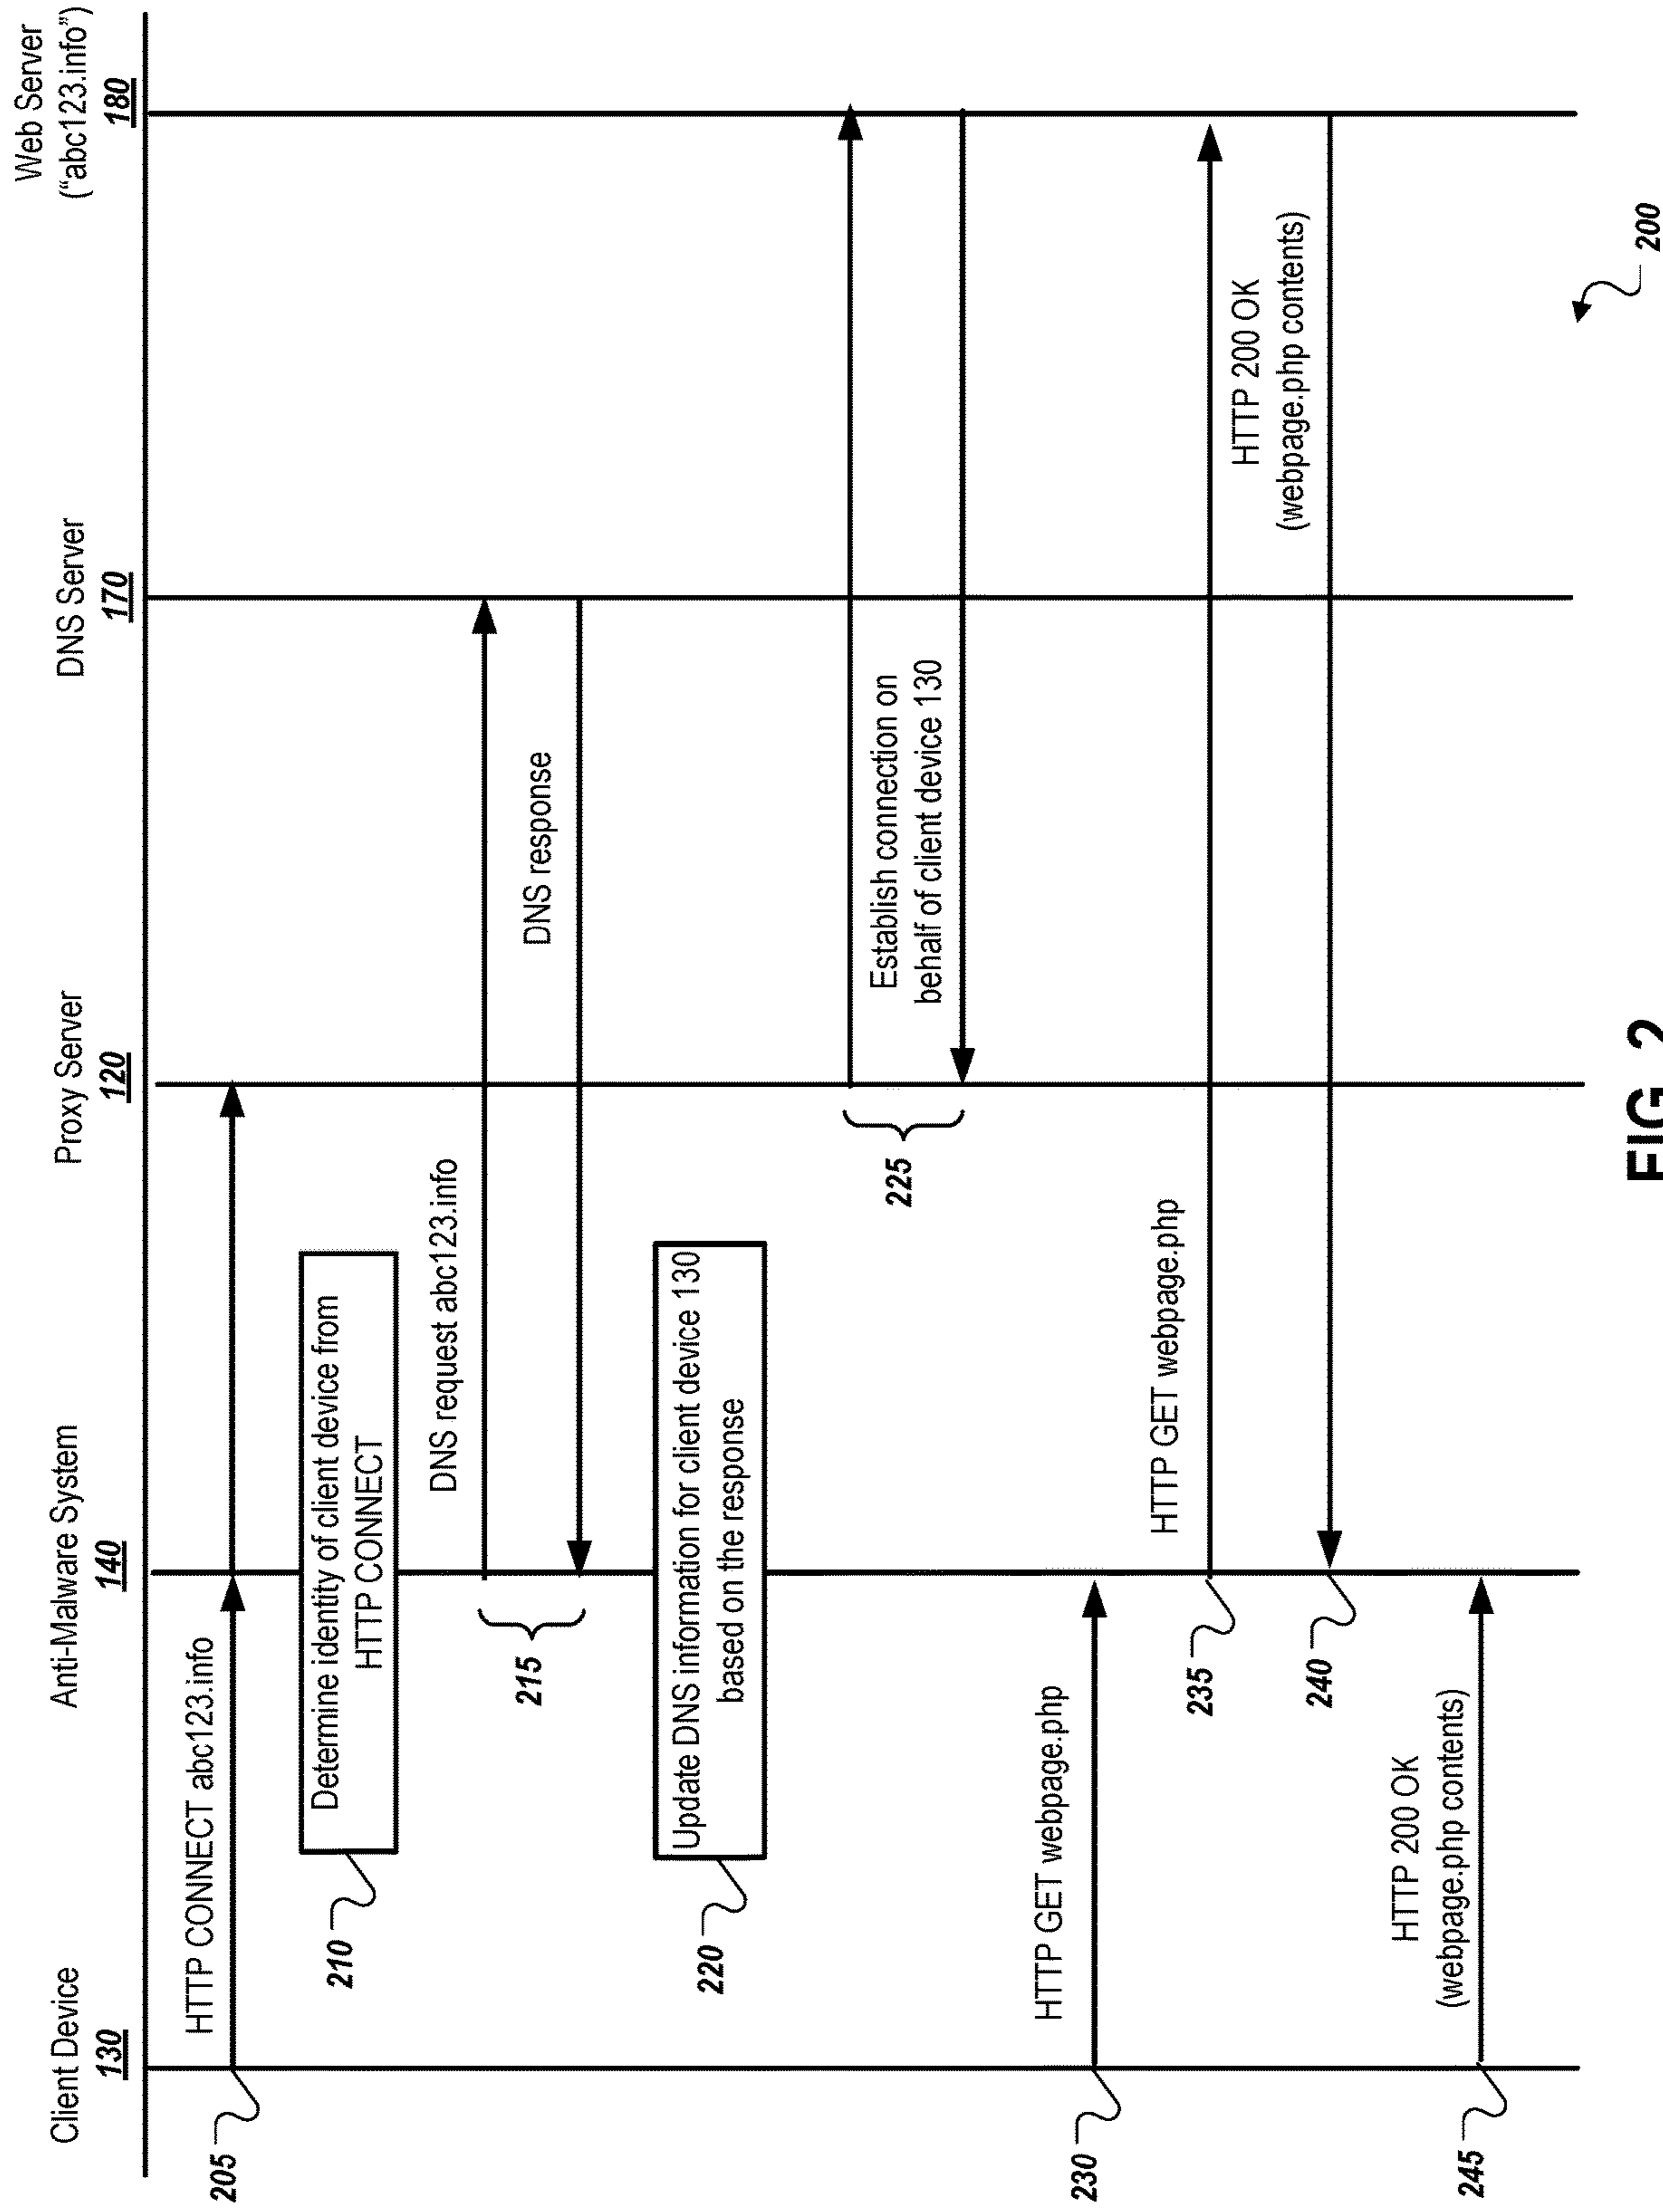 Client Device
130
Anti-Malware System
140
Proxy Server
120
DNS Server
170
Web Server
("abc123.info")
180
HTTP CONNECT abc123.info
205
Determine identity of client device from
HTTP CONNECT
210
DNS request abc123.info
DNS response
215
Update DNS information for client device 130
based on the response
220
Establish connection on
behalf of client device 130
225
HTTP GET webpage.php
230
HTTP GET webpage.php
235
HTTP 200 OK
(webpage.php contents)
240
HTTP 200 OK
(webpage.php contents)
245
200
FIG. 2